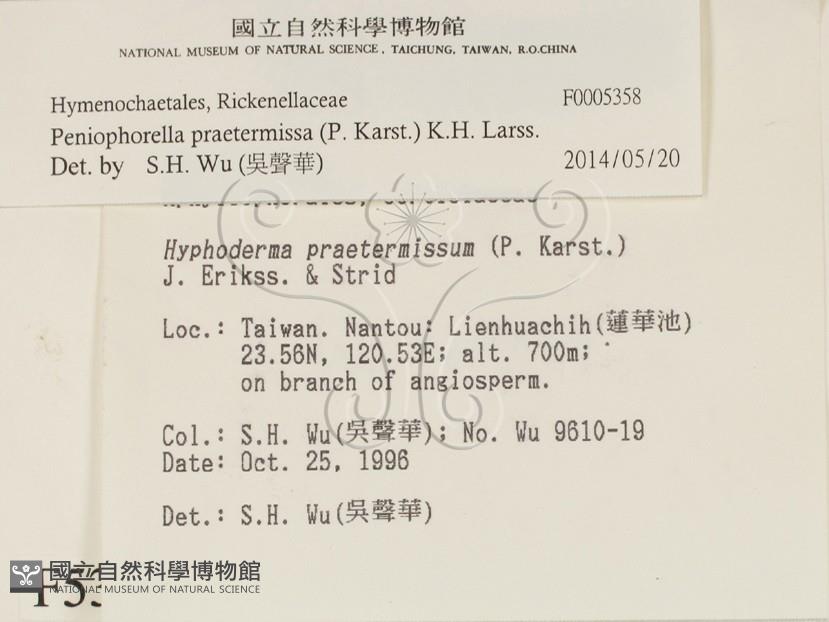 國立自然科學博物館
NATIONAL MUSEUM OF NATURAL SCIENCE, TAICHUNG, TAIWAN, R.O.CHINA
Hymenochaetales, Rickenellaceae F0005358
Peniophorella praetermissa (P. Karst.) K.H. Larss.
Det. by S.H. Wu (吳聲華) 2014/05/20
Hyphoderma praetermissum (P. Karst.)
J. Erikss. & Strid
Loc.: Taiwan. Nantou: Lienhuachih(蓮華池)
23.56N, 120.53E; alt. 700m;
on branch of angiosperm.
Col.: S.H. Wu(吳聲華); No. Wu 9610-19
Date: Oct. 25, 1996
Det.: S.H. Wu(吳聲華)
國立自然科學博物館
NATIONAL MUSEUM OF NATURAL SCIENCE